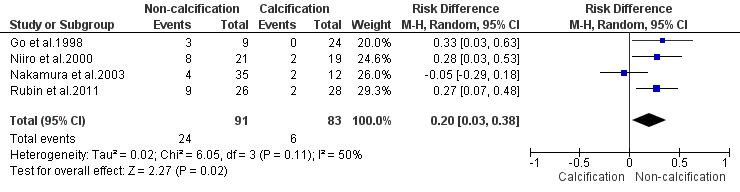 Non-calcification Calcification Risk Difference Risk Difference
Study or Subgroup Events Total Events Total Weight M-H, Random, 95% CI M-H, Random, 95% CI
Go et al.1998 3 9 0 24 20.0% 0.33 [0.03, 0.63]
Niiro et al.2000 8 21 2 19 24.6% 0.28 [0.03, 0.53]
Nakamura et al.2003 4 35 2 12 26.0% -0.05 [-0.29, 0.18]
Rubin et al.2011 9 26 2 28 29.3% 0.27 [0.07, 0.48]
Total (95% CI) 91 83 100.0% 0.20 [0.03, 0.38]
Total events 24 6
Heterogeneity: Tau² = 0.02; Chi² = 6.05, df = 3 (P = 0.11); I² = 50%
Test for overall effect: Z = 2.27 (P = 0.02)
-1 -0.5 0 0.5 1
Calcification Non-calcification